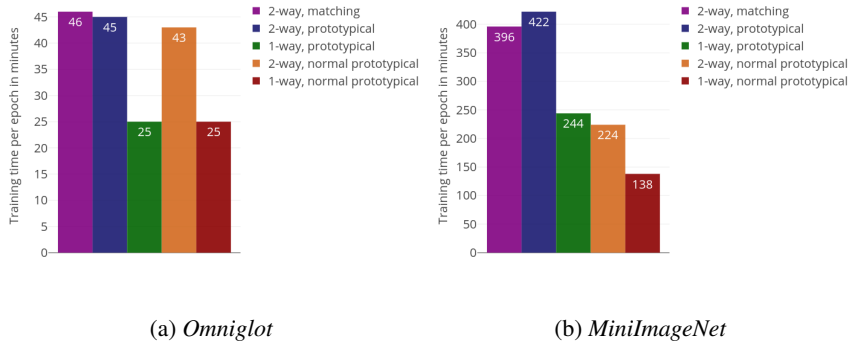 Training time per epoch in minutes
45
40
35
30
25
20
15
10
5
0
46
45
25
43
25
2-way, matching
2-way, prototypical
1-way, prototypical
2-way, normal prototypical
1-way, normal prototypical
(a) Omniglot
Training time per epoch in minutes
400
350
300
250
200
150
100
50
0
396
422
244
224
138
2-way, matching
2-way, prototypical
1-way, prototypical
2-way, normal prototypical
1-way, normal prototypical
(b) MiniImageNet